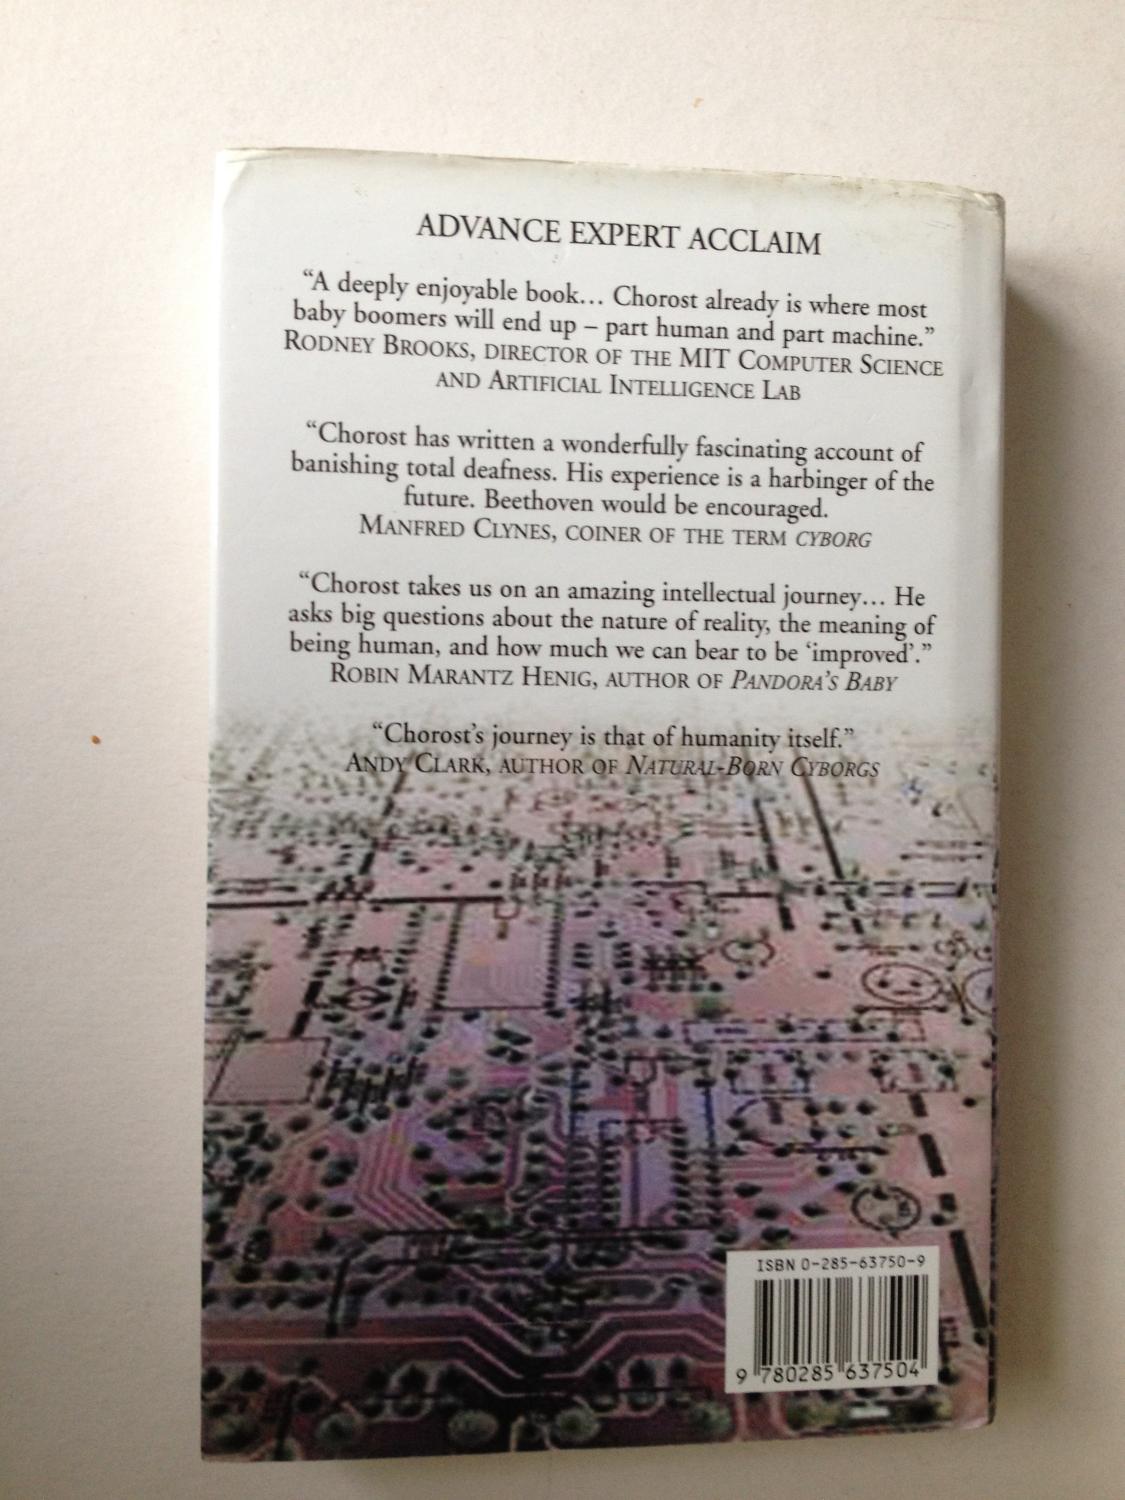 ADVANCE EXPERT ACCLAIM
“A deeply enjoyable book… Chorost already is where most
baby boomers will end up – part human and part machine.”
RODNEY BROOKS, DIRECTOR OF THE MIT COMPUTER SCIENCE
AND ARTIFICIAL INTELLIGENCE LAB
“Chorost has written a wonderfully fascinating account of
banishing total deafness. His experience is a harbinger of the
future. Beethoven would be encouraged.
MANFRED CLYNES, COINER OF THE TERM CYBORG
“Chorost takes us on an amazing intellectual journey… He
asks big questions about the nature of reality, the meaning of
being human, and how much we can bear to be ‘improved’.”
ROBIN MARANTZ HENIG, AUTHOR OF PANDORA’S BABY
“Chorost’s journey is that of humanity itself.”
ANDY CLARK, AUTHOR OF NATURAL-BORN CYBORGS
ISBN 0-285-63750-9
9 780285 637504